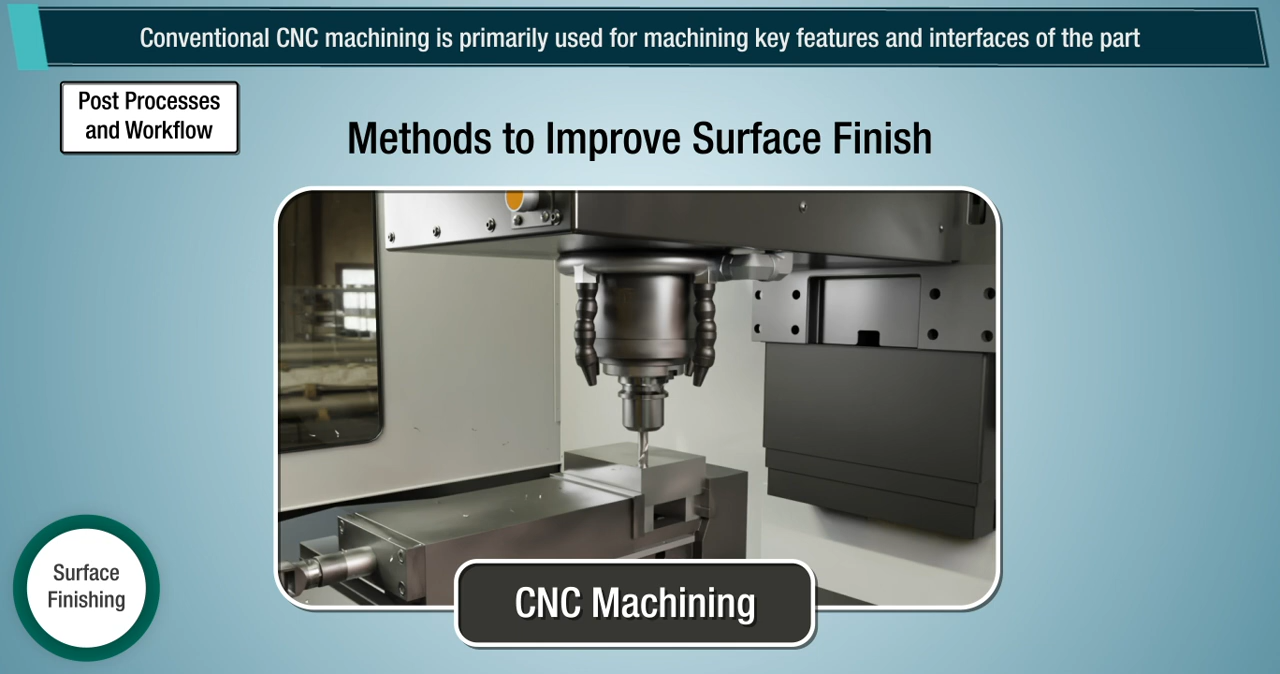 Conventional CNC machining is primarily used for machining key features and interfaces of the part
Post Processes
and Workflow
Methods to Improve Surface Finish
CNC Machining
Surface
Finishing